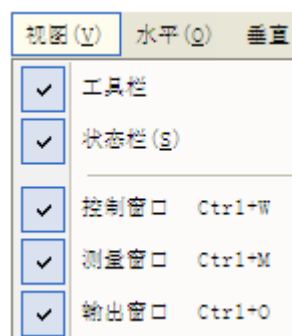 视图(V) 水平(O) 垂直
工具栏
状态栏(S)
控制窗口 Ctrl+W
测量窗口 Ctrl+M
输出窗口 Ctrl+O